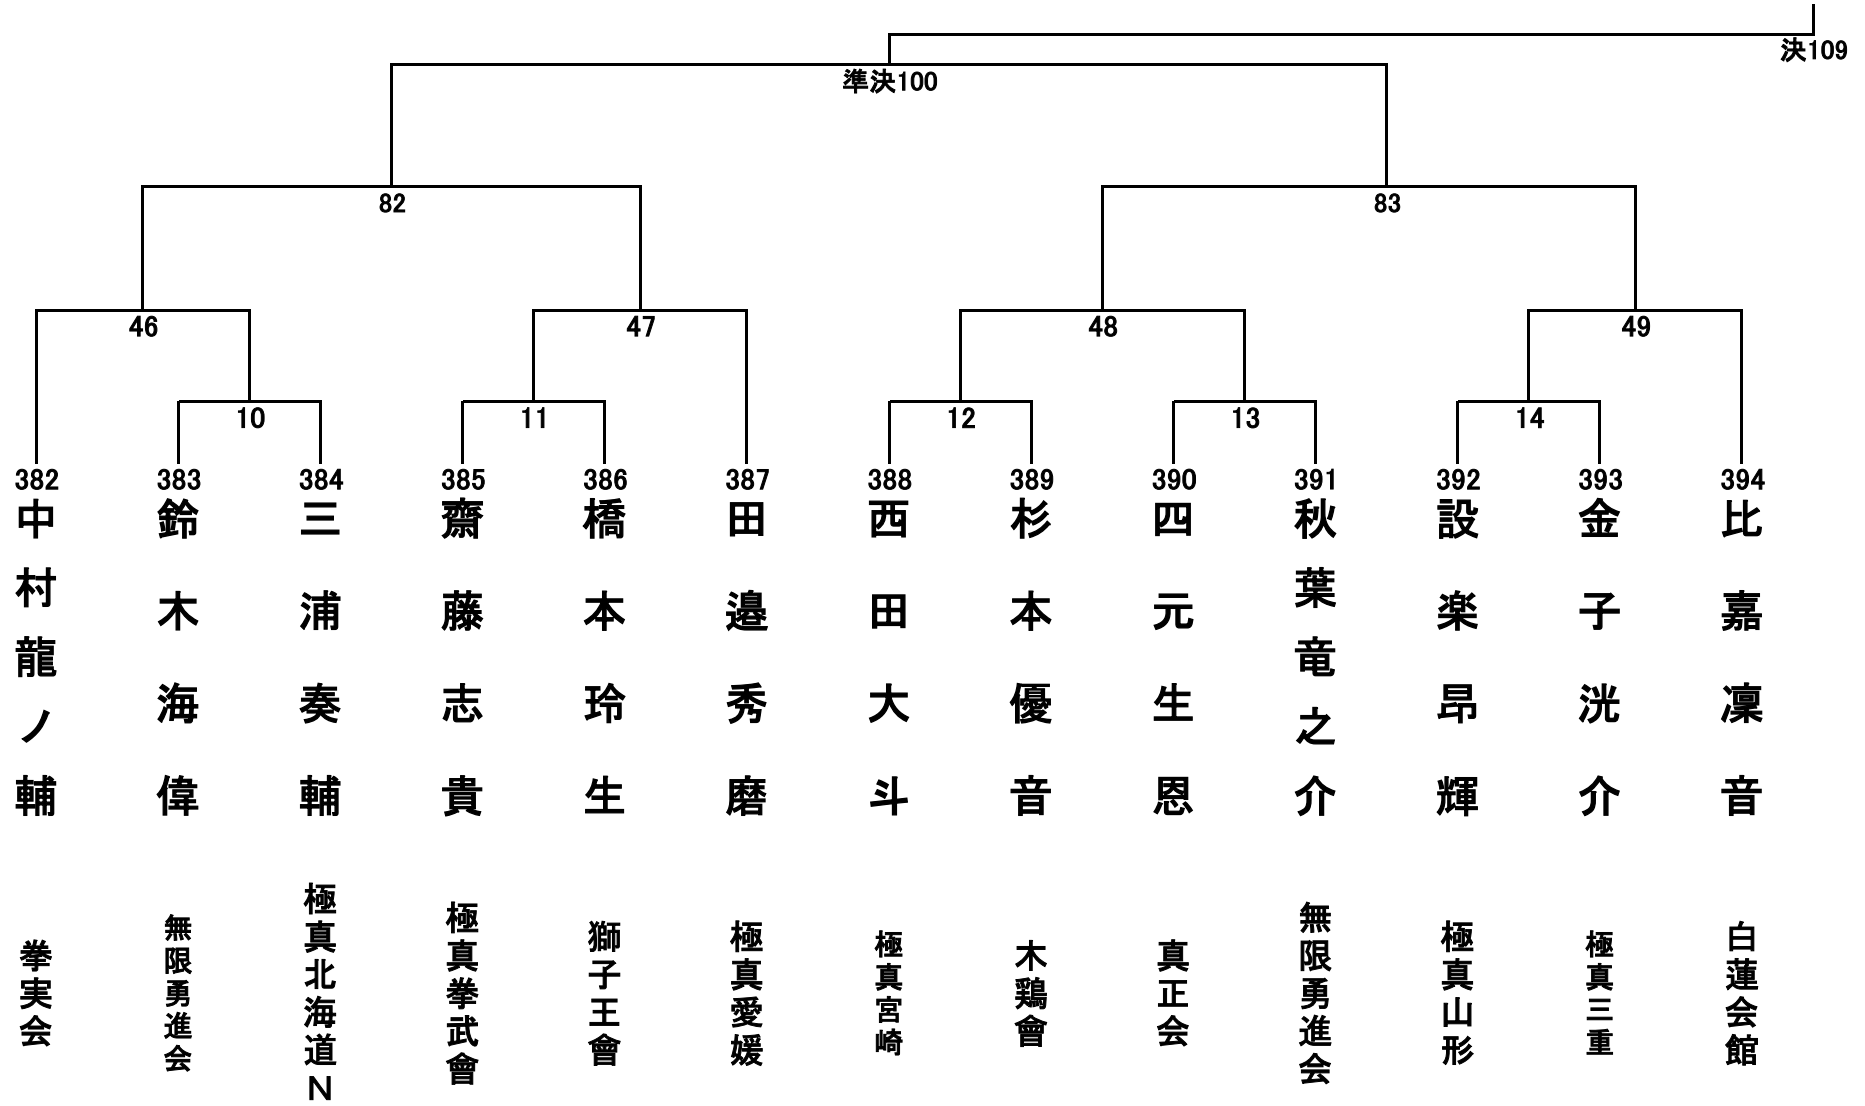 決109
準決100
82
83
46
47
48
49
10
11
12
13
14
382
383
384
385
386
387
388
389
390
391
392
393
394
中村龍ノ輔
鈴木海偉
三浦奏輔
齋藤志貴
橋本玲生
田邉秀磨
西田大斗
杉本優音
四元生恩
秋葉竜之介
設楽昂輝
金子洸介
比嘉凜音
拳実会
無限勇進会
極真北海道Ｎ
極真拳武會
獅子王會
極真愛媛
極真宮崎
木鶏會
真正会
無限勇進会
極真山形
極真三重
白蓮会館